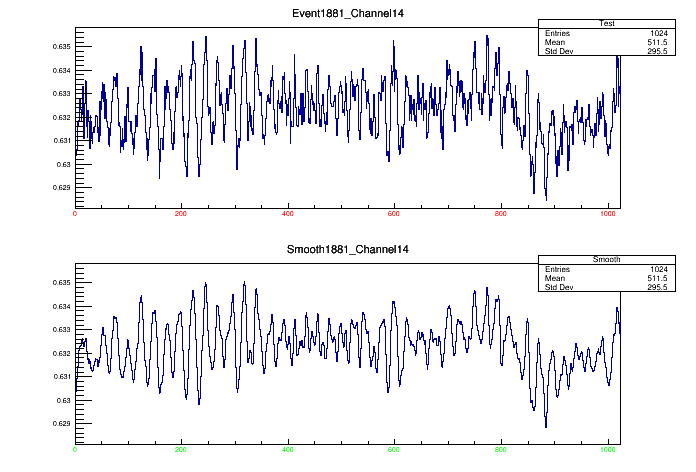 Event1881_Channel14
Test
Entries 1024
Mean 511.5
Std Dev 295.5
0.635
0.634
0.633
0.632
0.631
0.63
0.629
0 200 400 600 800 1000
Smooth1881_Channel14
Smooth
Entries 1024
Mean 511.5
Std Dev 295.5
0.635
0.634
0.633
0.632
0.631
0.63
0.629
0 200 400 600 800 1000